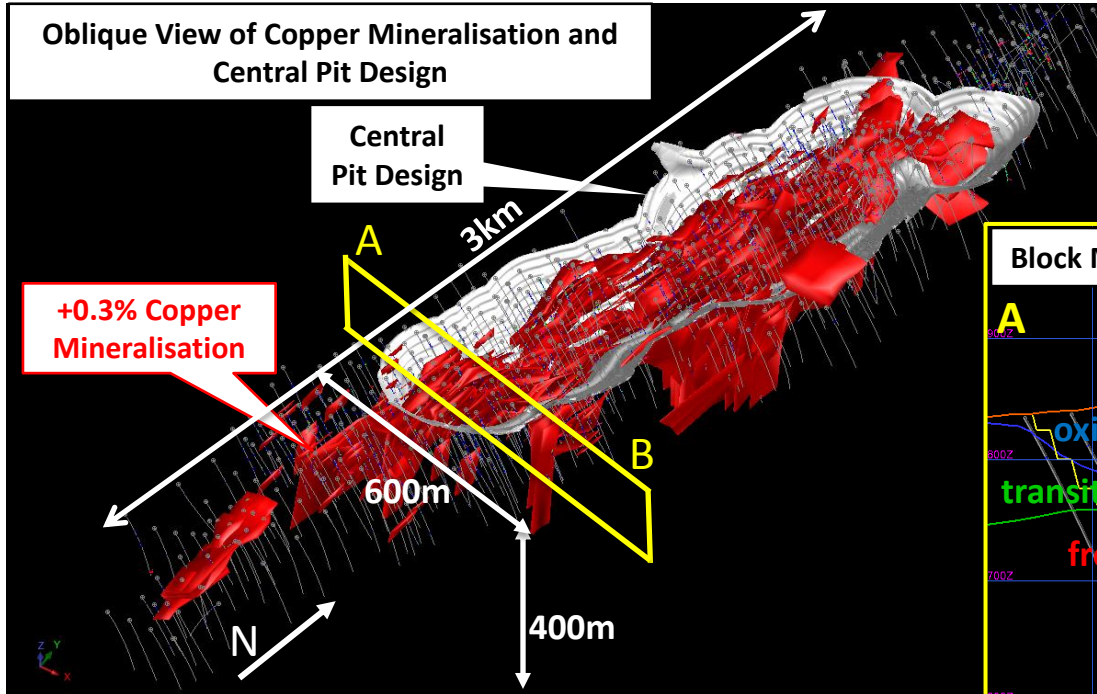 Oblique View of Copper Mineralisation and
Central Pit Design
Central
Pit Design
3km
A
+0.3% Copper
Mineralisation
B
600m
400m
N
Z
Y
X
Block
A
900Z
800Z
700Z